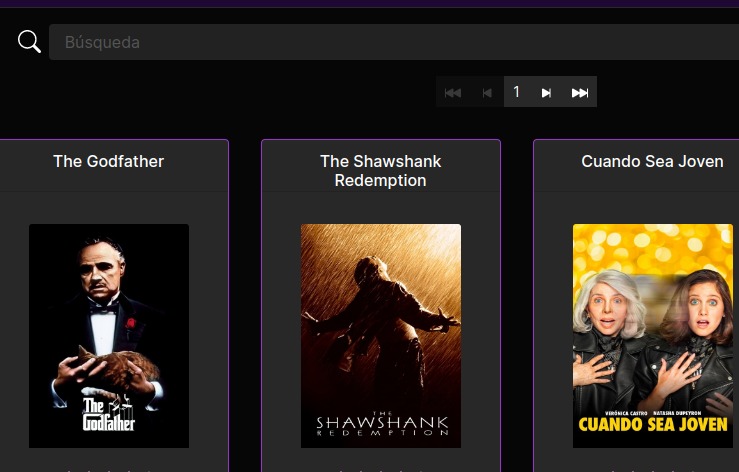 Búsqueda
1
The Godfather
The Shawshank
Redemption
Cuando Sea Joven
The
Godfather
THE
SHAWSHANK
REDEMPTION
VERÓNICA CASTRO NATASHA DUPEYRÓN
CUANDO SEA JOVEN